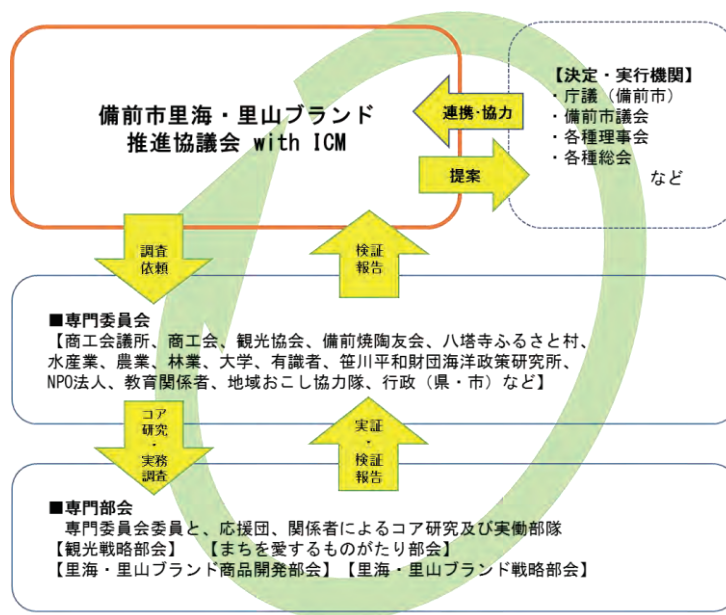 備前市里海・里山ブランド
推進協議会 with ICM
連携・協力
提案
【決定・実行機関】
・庁議（備前市）
・備前市議会
・各種理事会
・各種総会
など
調査
依頼
検証
報告
■専門委員会
【商工会議所、商工会、観光協会、備前焼陶友会、八塔寺ふるさと村、
水産業、農業、林業、大学、有識者、笹川平和財団海洋政策研究所、
NPO法人、教育関係者、地域おこし協力隊、行政（県・市）など】
コア
研究
・
実務
調査
実証
・
検証
報告
■専門部会
専門委員会委員と、応援団、関係者によるコア研究及び実働部隊
【観光戦略部会】　【まちを愛するものがたり部会】
【里海・里山ブランド商品開発部会】【里海・里山ブランド戦略部会】